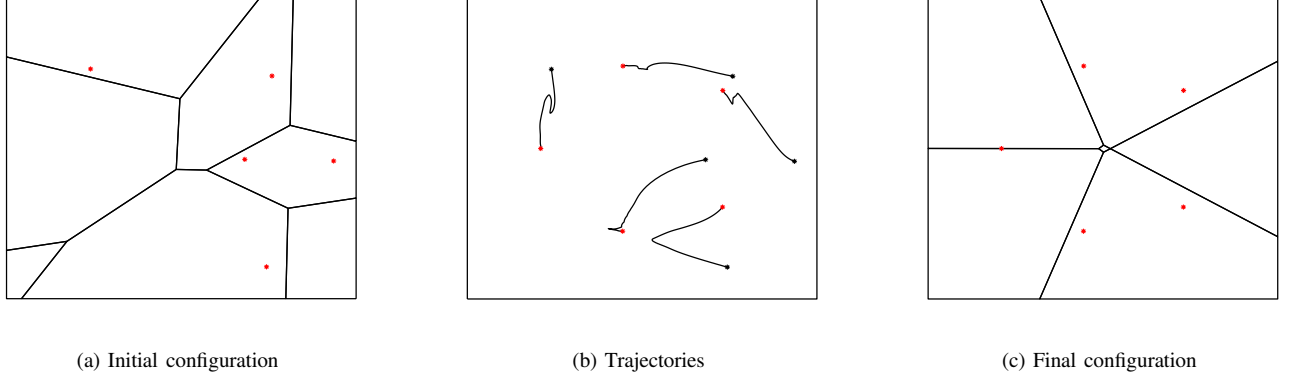 (a) Initial configuration
(b) Trajectories
(c) Final configuration